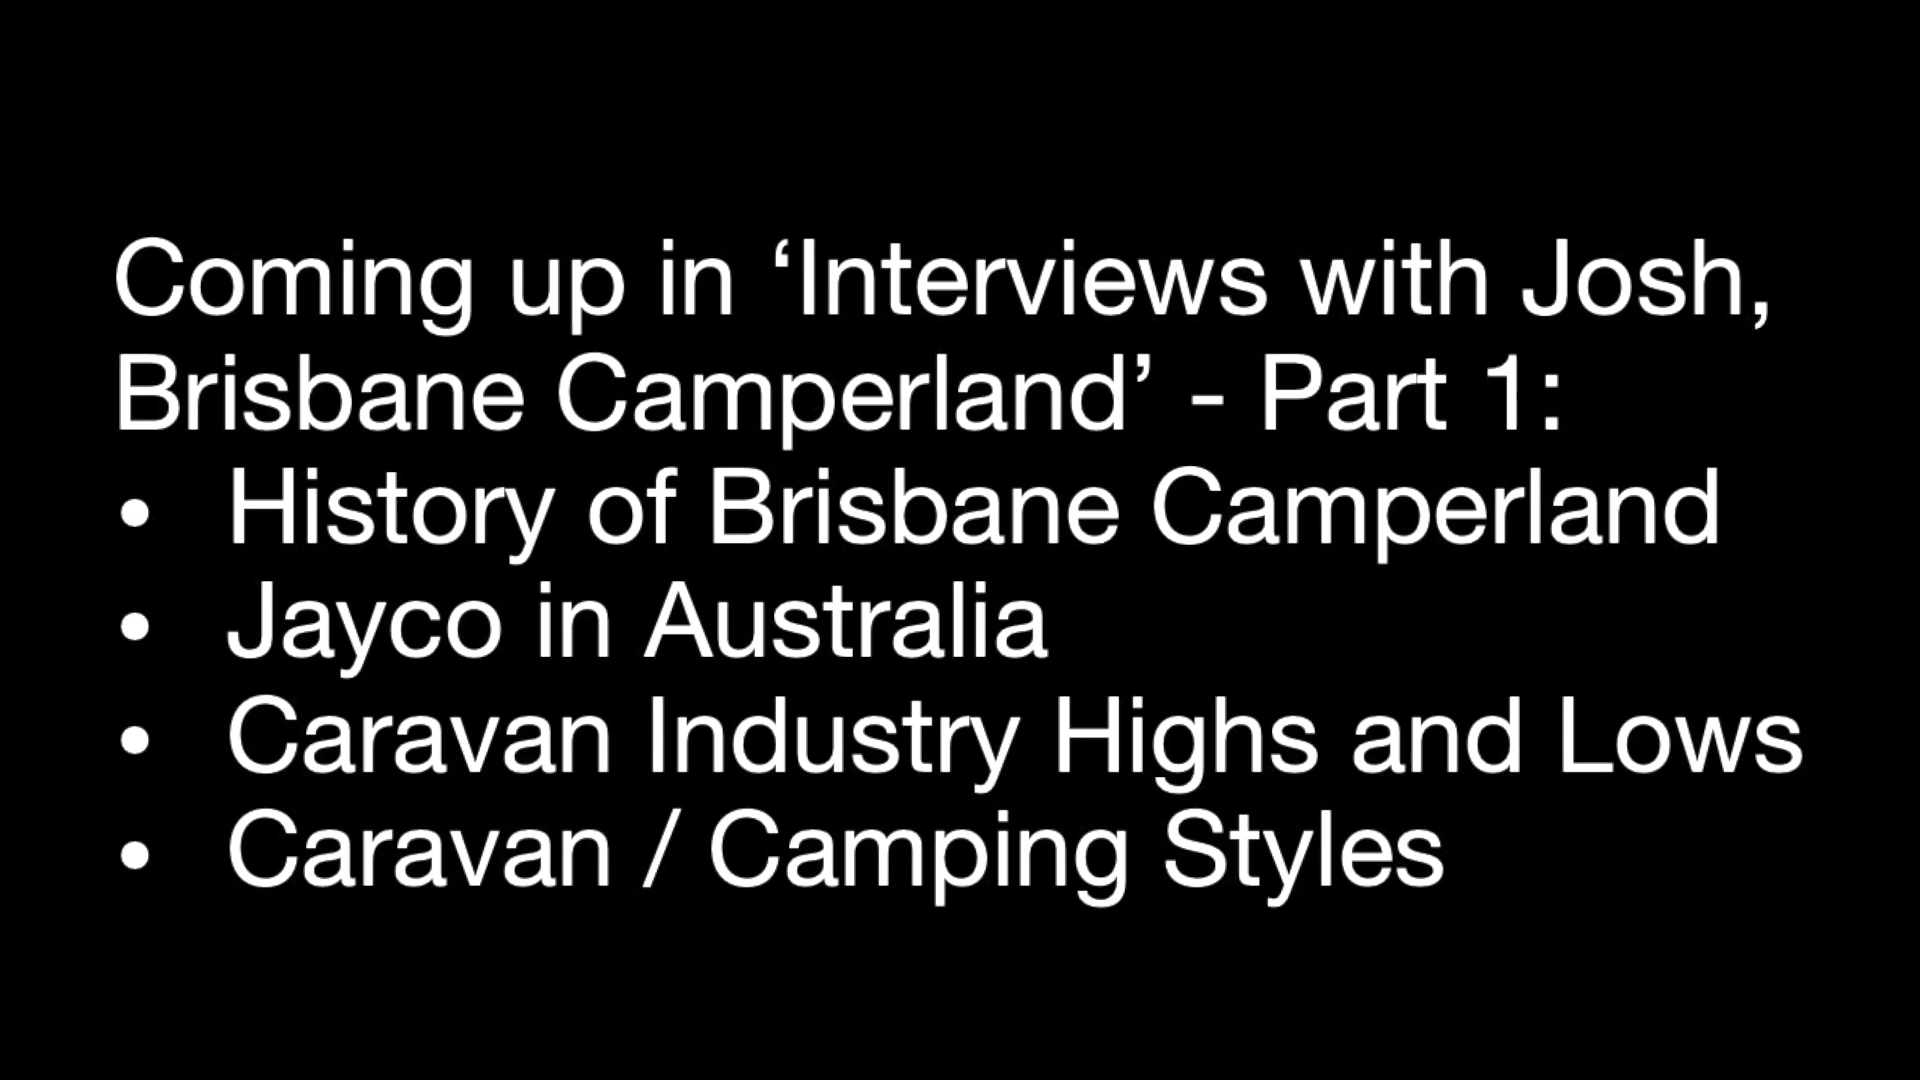 Coming up in ‘Interviews with Josh,
Brisbane Camperland’ - Part 1:
• History of Brisbane Camperland
• Jayco in Australia
• Caravan Industry Highs and Lows
• Caravan / Camping Styles